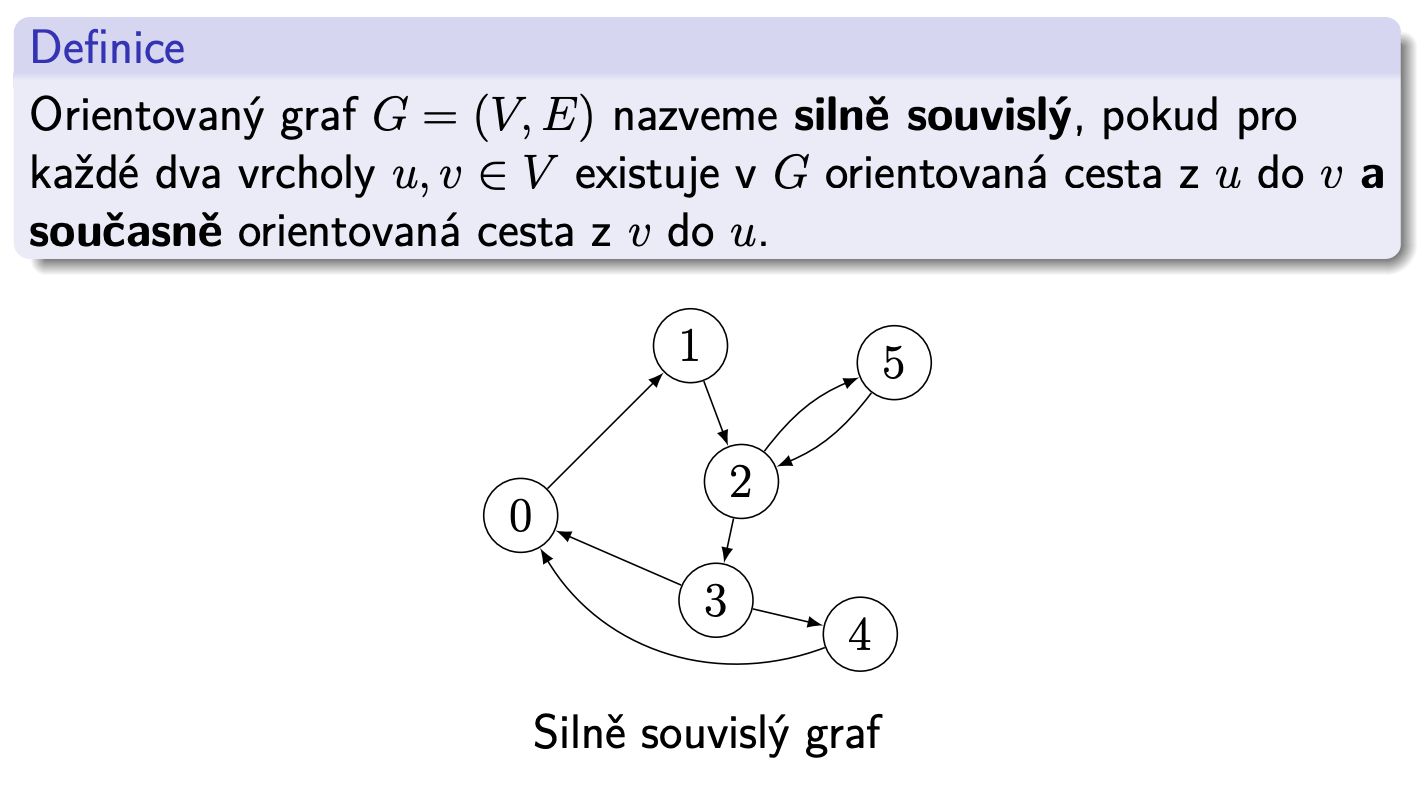 Definice
Orientovaný graf G = (V, E) nazveme silně souvislý, pokud pro
každé dva vrcholy u, v ∈ V existuje v G orientovaná cesta z u do v a
současně orientovaná cesta z v do u.
1
5
2
0
3
4
Silně souvislý graf